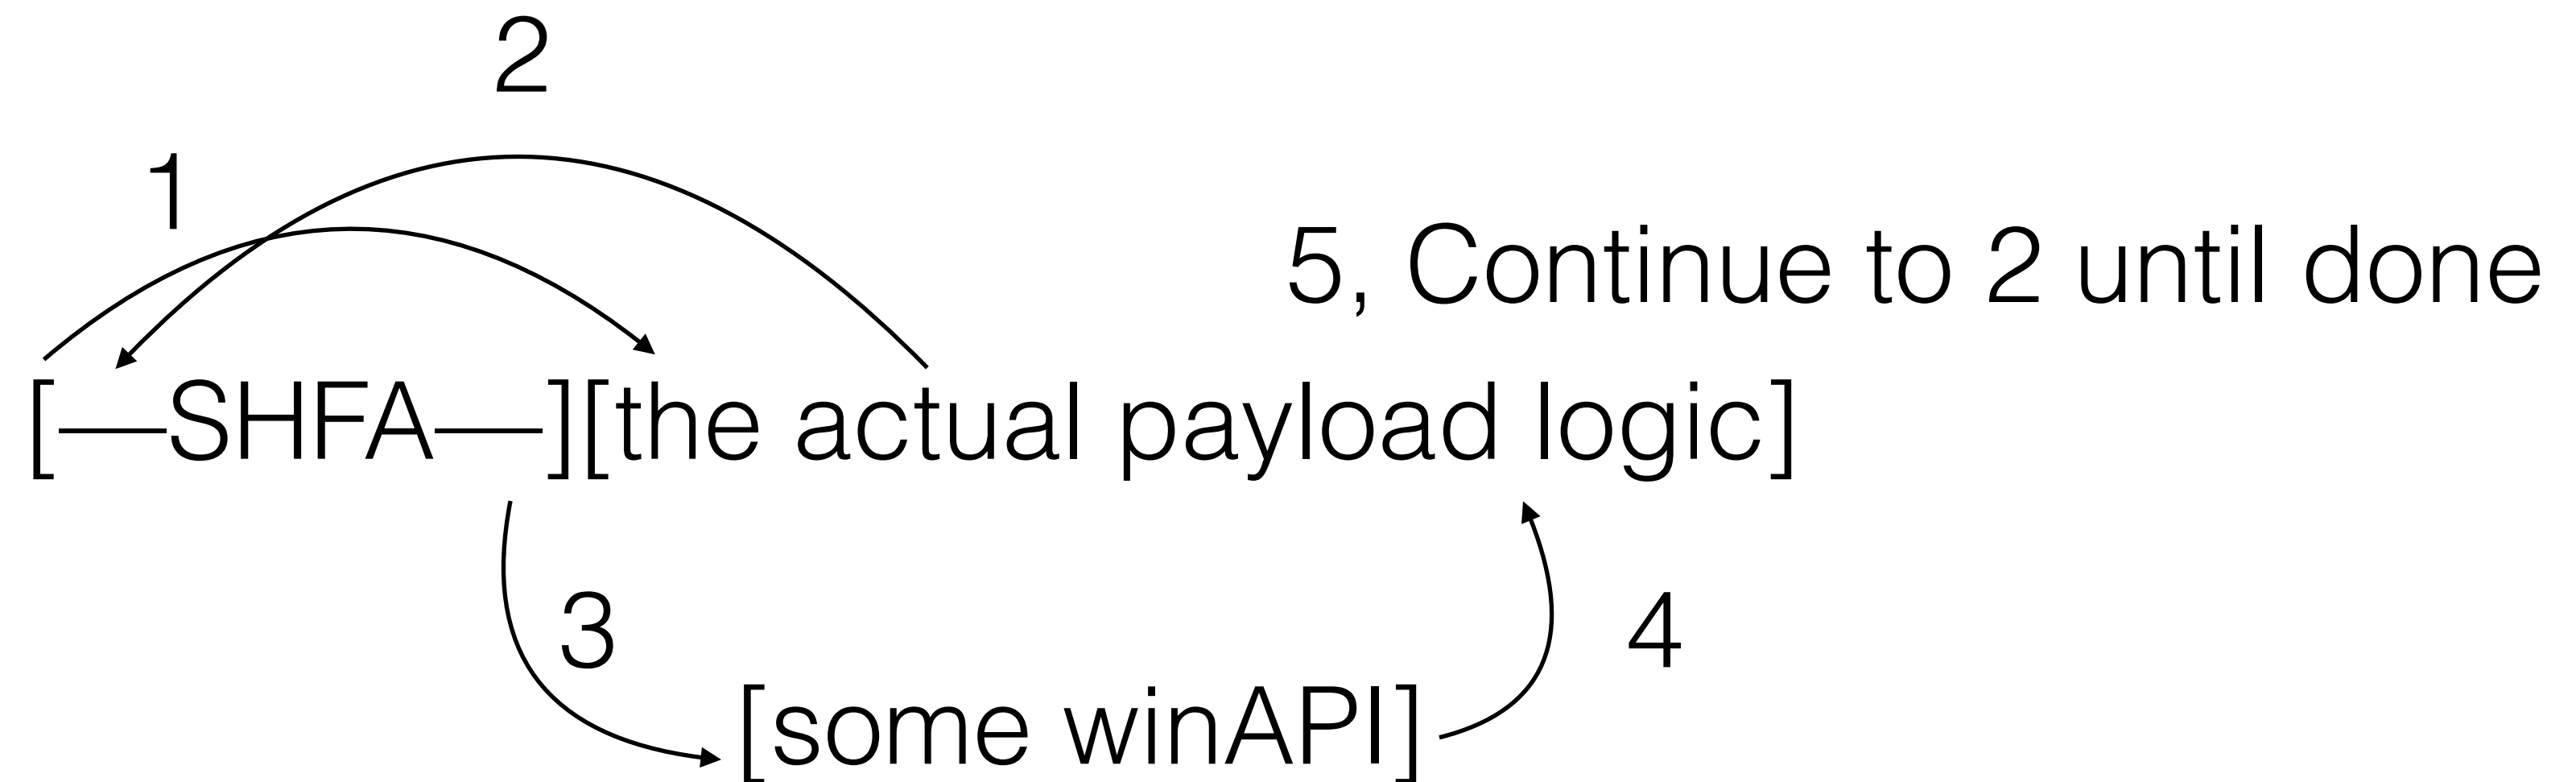 2
1
5, Continue to 2 until done
[—SHFA—][the actual payload logic]
3
4
[some winAPI]